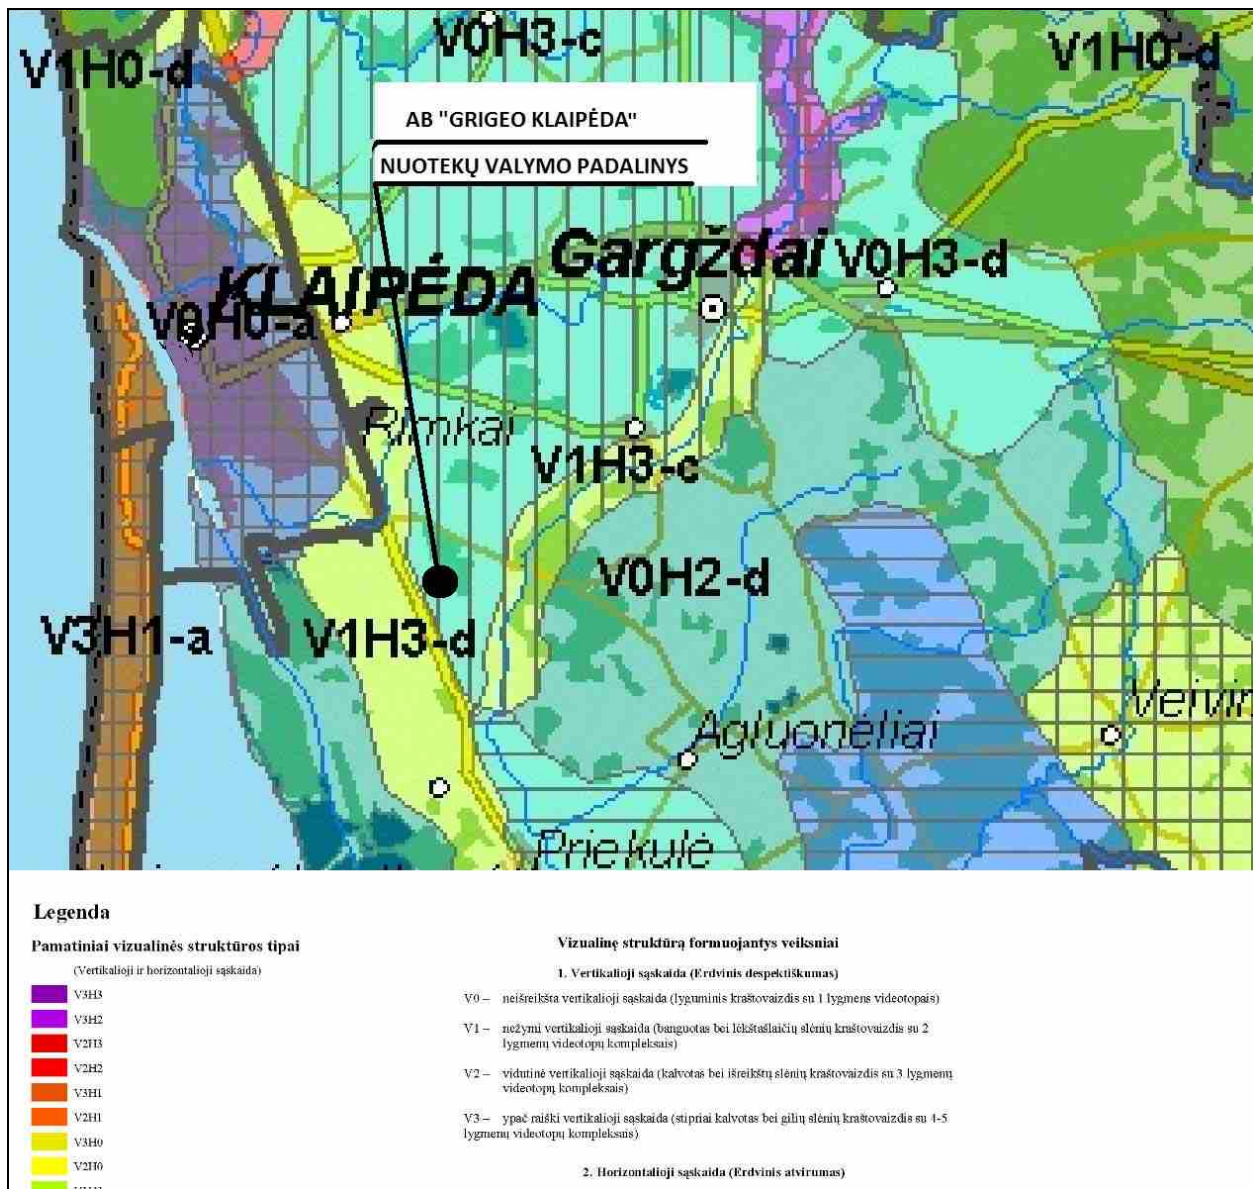 V0H3-c
V1H0-d
V1H0-d
AB "GRIGEO KLAIPĖDA"
NUOTEKŲ VALYMO PADALINYS
Gargždai
V0H3-d
KLAIPĖDA
V0H0-a
Rimkai
V1H3-c
V0H2-d
V3H1-a
V1H3-d
Agluonėliai
Priekulė
Legenda
Pamatiniai vizualinės struktūros tipai
(Vertikalioji ir horizontalioji sąskaida)
V3H3
V3H2
V2H3
V2H2
V3H1
V2H1
V3H0
V2H0
Vizualinę struktūrą formuojantys veiksniai
1. Vertikalioji sąskaida (Erdvinis despektiškumas)
V0 – neišreikšta vertikalioji sąskaida (lyguminis kraštovaizdis su 1 lygmens videotopais)
V1 – nežymi vertikalioji sąskaida (banguotas bei lėkštašlaičių slėnių kraštovaizdis su 2
lygmenų videotopų kompleksais)
V2 – vidutinė vertikalioji sąskaida (kalvotas bei išreikštų slėnių kraštovaizdis su 3 lygmenų
videotopų kompleksais)
V3 – ypač raiški vertikalioji sąskaida (stipriai kalvotas bei gilių slėnių kraštovaizdis su 4-5
lygmenų videotopų kompleksais)
2. Horizontalioji sąskaida (Erdvinis atvirumas)